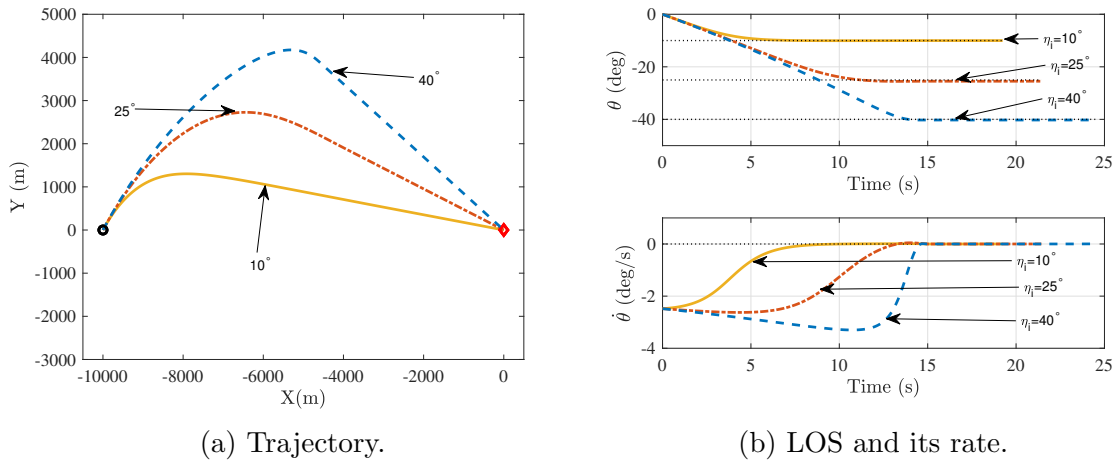 5000
4000
3000
2000
1000
0
-1000
-2000
-3000
Y (m)
-10000
-8000
-6000
-4000
-2000
0
X(m)
40°
25°
10°
(a) Trajectory.
0
-20
-40
θ (deg)
0
5
10
15
20
25
Time (s)
η_i=10°
η_i=25°
η_i=40°
0
-2
-4
θ̇ (deg/s)
0
5
10
15
20
25
Time (s)
η_i=10°
η_i=25°
η_i=40°
(b) LOS and its rate.